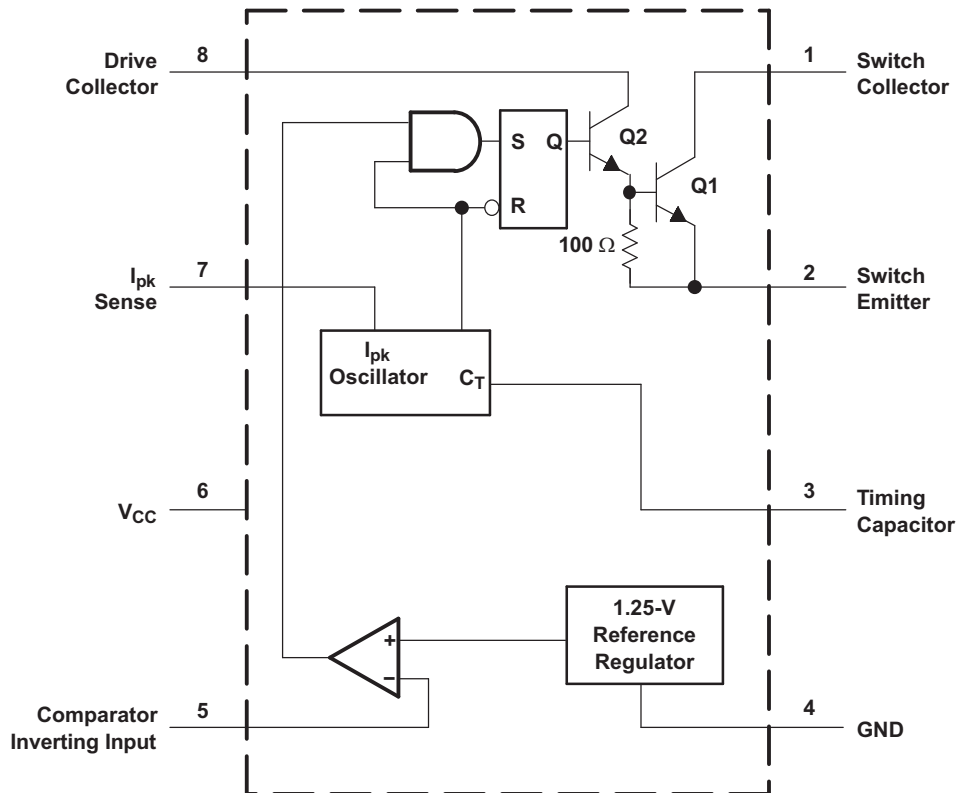 Drive
Collector
8
1
Switch
Collector
S
Q
R
Q2
Q1
100 Ω
Ipk
Sense
7
2
Switch
Emitter
Ipk
Oscillator
CT
VCC
6
3
Timing
Capacitor
1.25-V
Reference
Regulator
+
−
Comparator
Inverting Input
5
4
GND